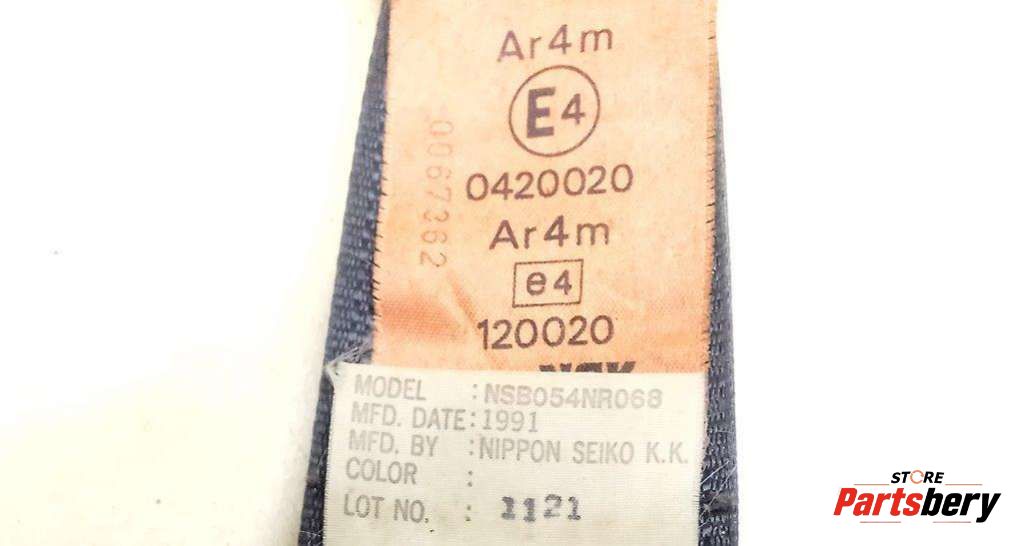 Ar4m
E4
0420020
0067362
Ar4m
e4
120020
NSK
MODEL : NSB054NR068
MFD. DATE : 1991
MFD. BY : NIPPON SEIKO K.K.
COLOR :
LOT NO. : 1121
STORE
Partsbery